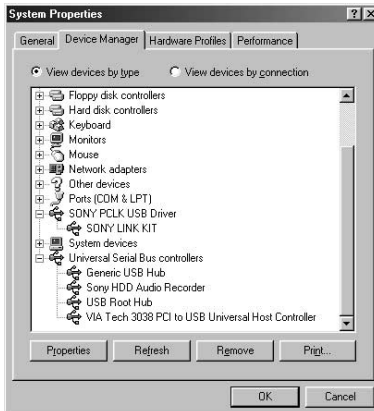 System Properties
General Device Manager Hardware Profiles Performance
View devices by type View devices by connection
Floppy disk controllers
Hard disk controllers
Keyboard
Monitors
Mouse
Network adapters
Other devices
Ports (COM & LPT)
SONY PCLK USB Driver
SONY LINK KIT
System devices
Universal Serial Bus controllers
Generic USB Hub
Sony HDD Audio Recorder
USB Root Hub
VIA Tech 3038 PCI to USB Universal Host Controller
Properties Refresh Remove Print...
OK Cancel